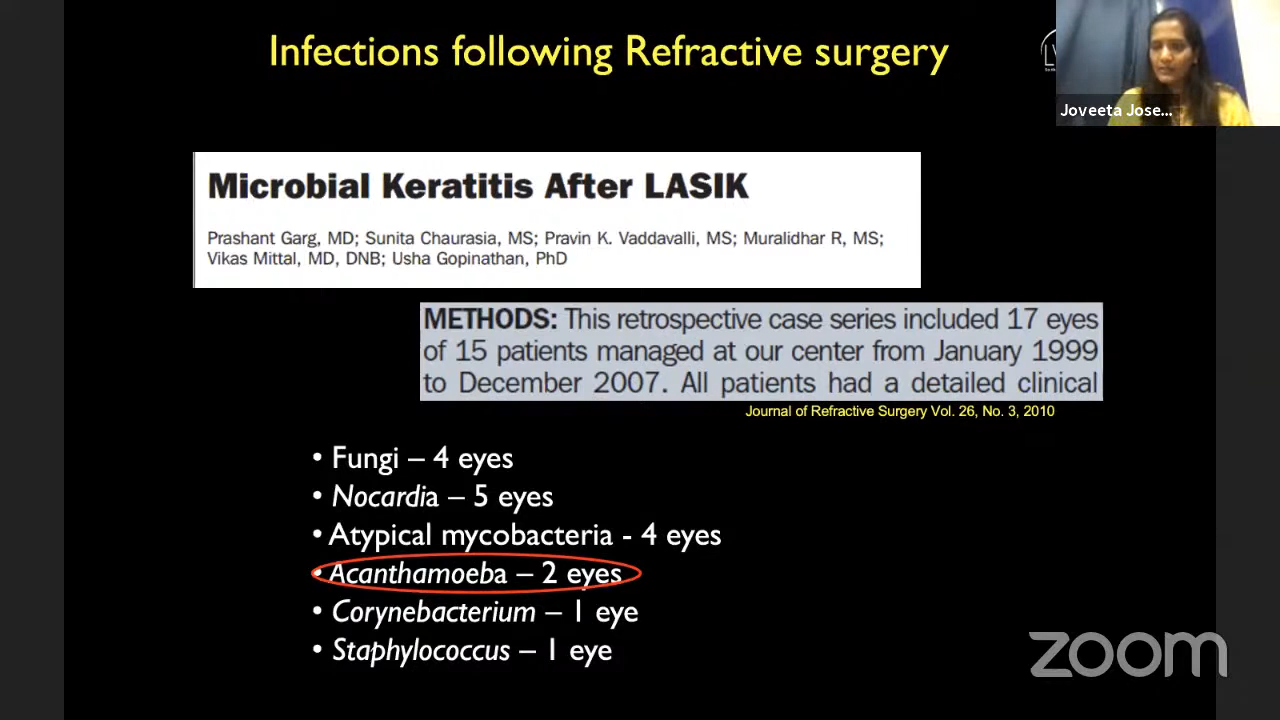 Infections following Refractive surgery
Joveeta Jose...
Microbial Keratitis After LASIK
Prashant Garg, MD; Sunita Chaurasia, MS; Pravin K. Vaddavalli, MS; Muralidhar R, MS;
Vikas Mittal, MD, DNB; Usha Gopinathan, PhD
METHODS: This retrospective case series included 17 eyes
of 15 patients managed at our center from January 1999
to December 2007. All patients had a detailed clinical
Journal of Refractive Surgery Vol. 26, No. 3, 2010
• Fungi – 4 eyes
• Nocardia – 5 eyes
• Atypical mycobacteria - 4 eyes
• Acanthamoeba – 2 eyes
• Corynebacterium – 1 eye
• Staphylococcus – 1 eye
zoom